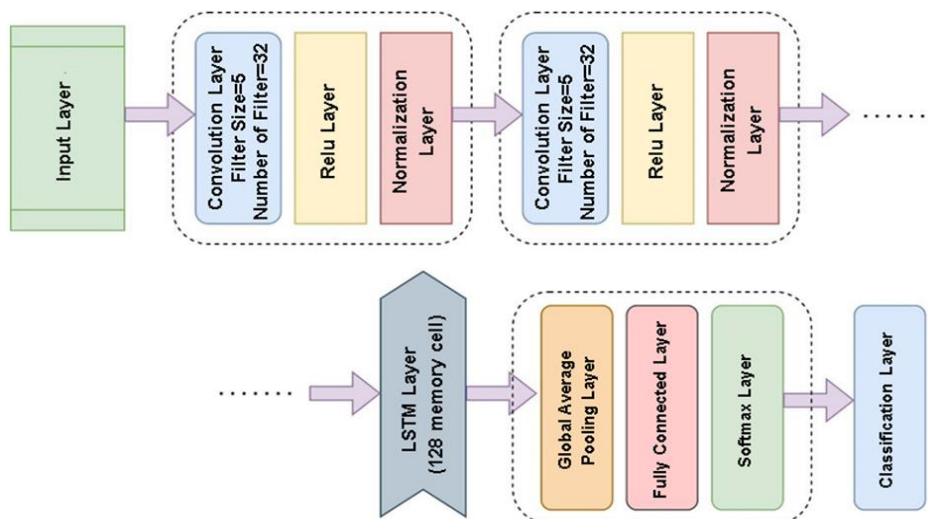 Input Layer
Convolution Layer
Filter Size=5
Number of Filter=32
Relu Layer
Normalization
Layer
Convolution Layer
Filter Size=5
Number of Filter=32
Relu Layer
Normalization
Layer
.......
.......
LSTM Layer
(128 memory cell)
Global Average
Pooling Layer
Fully Connected Layer
Softmax Layer
Classification Layer